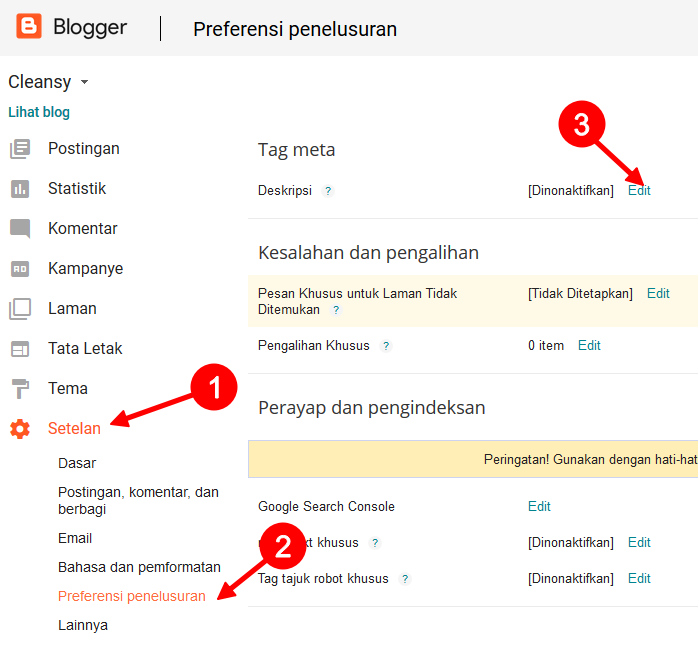 Blogger
Preferensi penelusuran
Cleansy
Lihat blog
Postingan
Statistik
Komentar
Kampanye
Laman
Tata Letak
Tema
Setelan
Dasar
Postingan, komentar, dan
berbagi
Email
Bahasa dan pemformatan
Preferensi penelusuran
Lainnya
1
2
3
Tag meta
Deskripsi ? [Dinonaktifkan] Edit
Kesalahan dan pengalihan
Pesan Khusus untuk Laman Tidak [Tidak Ditetapkan] Edit
Ditemukan ?
Pengalihan Khusus ? 0 item Edit
Perayap dan pengindeksan
Peringatan! Gunakan dengan hati-hat
Google Search Console Edit
khusus ? [Dinonaktifkan] Edit
Tag tajuk robot khusus ? [Dinonaktifkan] Edit